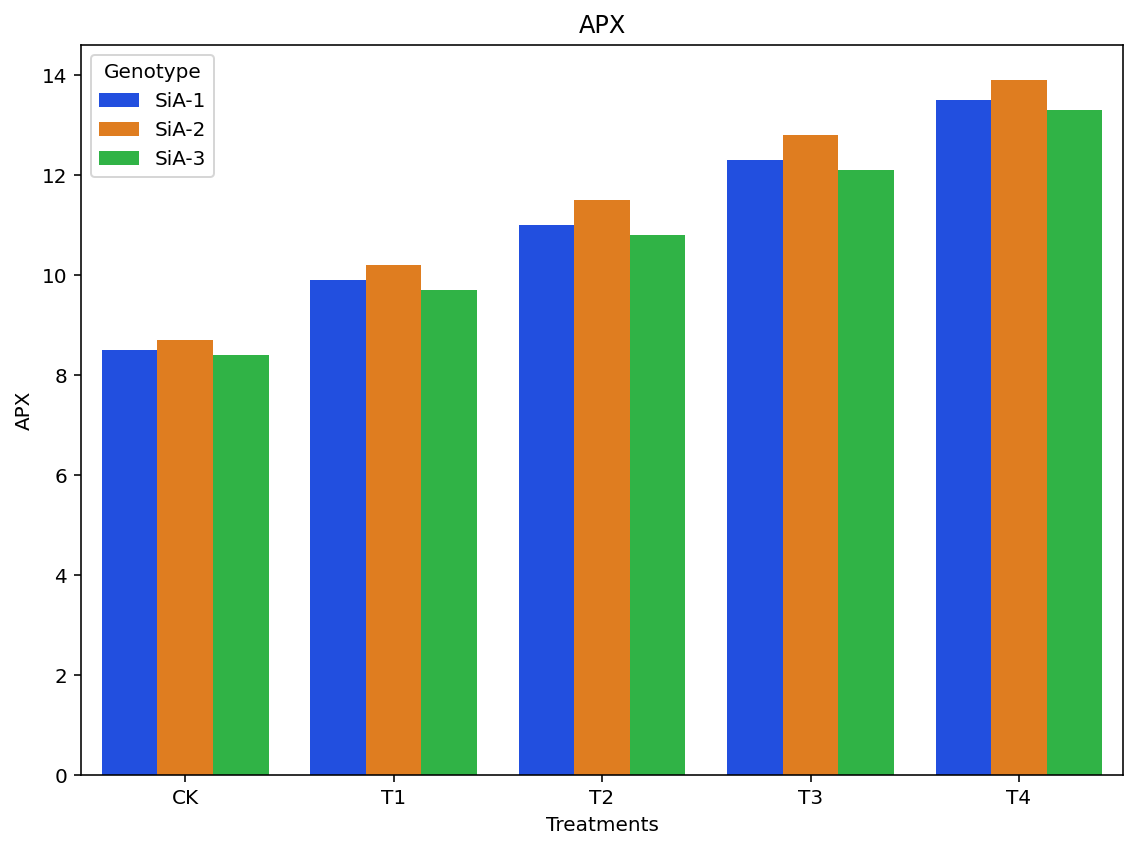 APX
Genotype
SiA-1
SiA-2
SiA-3
14
12
10
8
6
4
2
0
APX
CK T1 T2 T3 T4
Treatments